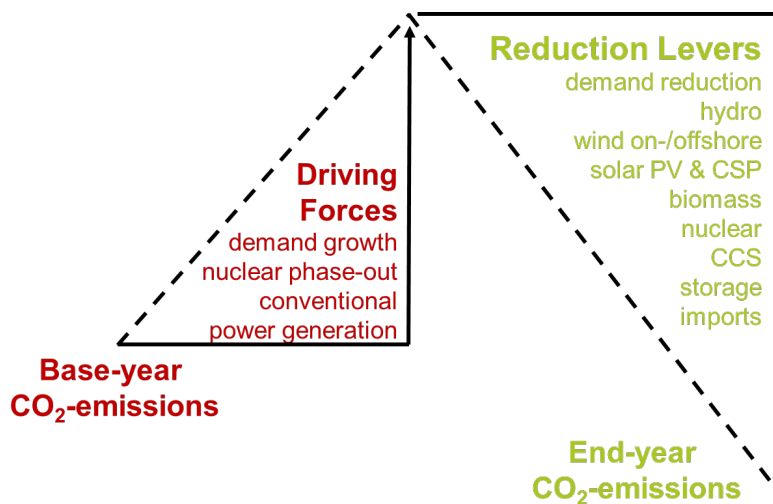 Reduction Levers
demand reduction
hydro
wind on-/offshore
solar PV & CSP
biomass
nuclear
CCS
storage
imports
Driving
Forces
demand growth
nuclear phase-out
conventional
power generation
Base-year
CO₂-emissions
End-year
CO₂-emissions